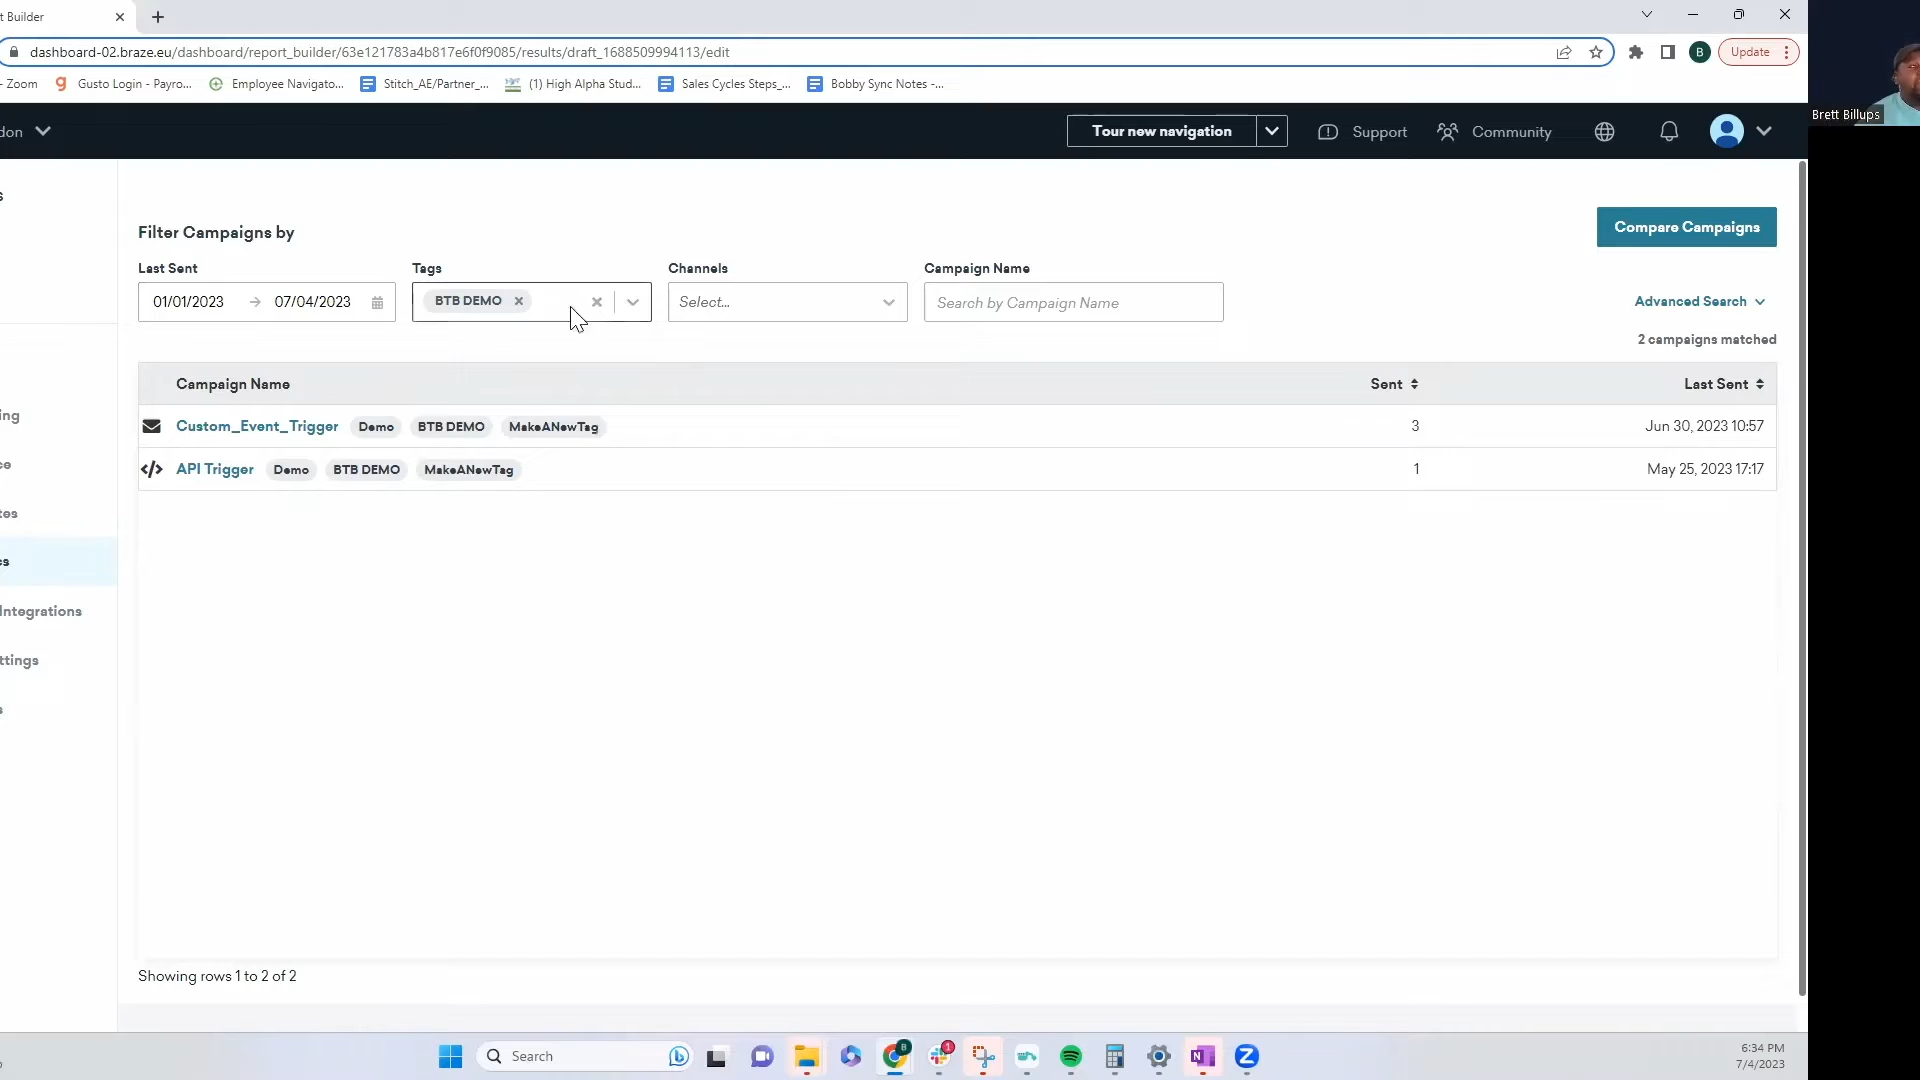 t Builder
dashboard-02.braze.eu/dashboard/report_builder/63e121783a4b817e6f0f9085/results/draft_1688509994113/edit
Update
- Zoom
Gusto Login - Payro...
Employee Navigato...
Stitch_AE/Partner_...
(1) High Alpha Stud...
Sales Cycles Steps_...
Bobby Sync Notes -...
Brett Billups
don
Tour new navigation
Support
Community
Filter Campaigns by
Compare Campaigns
Last Sent
Tags
Channels
Campaign Name
01/01/2023 → 07/04/2023
BTB DEMO
Select...
Search by Campaign Name
Advanced Search
2 campaigns matched
Campaign Name
Sent
Last Sent
Custom_Event_Trigger Demo BTB DEMO MakeANewTag 3 Jun 30, 2023 10:57
API Trigger Demo BTB DEMO MakeANewTag 1 May 25, 2023 17:17
s
ing
ce
tes
cs
Integrations
ttings
s
Showing rows 1 to 2 of 2
Search
6:34 PM
7/4/2023